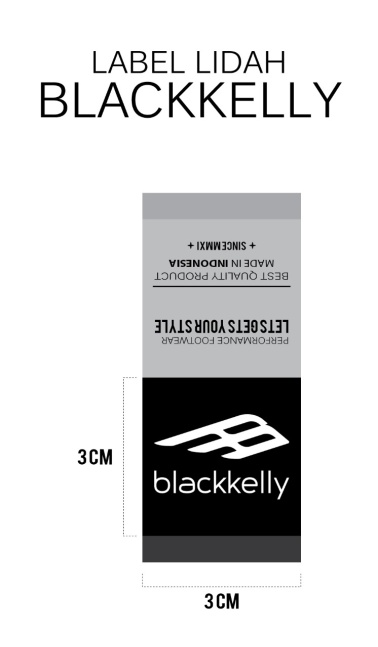 LABEL LIDAH
BLACKKELLY
PERFORMANCE FOOTWEAR
LETSGETSYOURSTYLE
BEST QUALITY PRODUCT
MADE IN INDONESIA
+ SINCEMMXI +
3CM
blackkelly
3CM